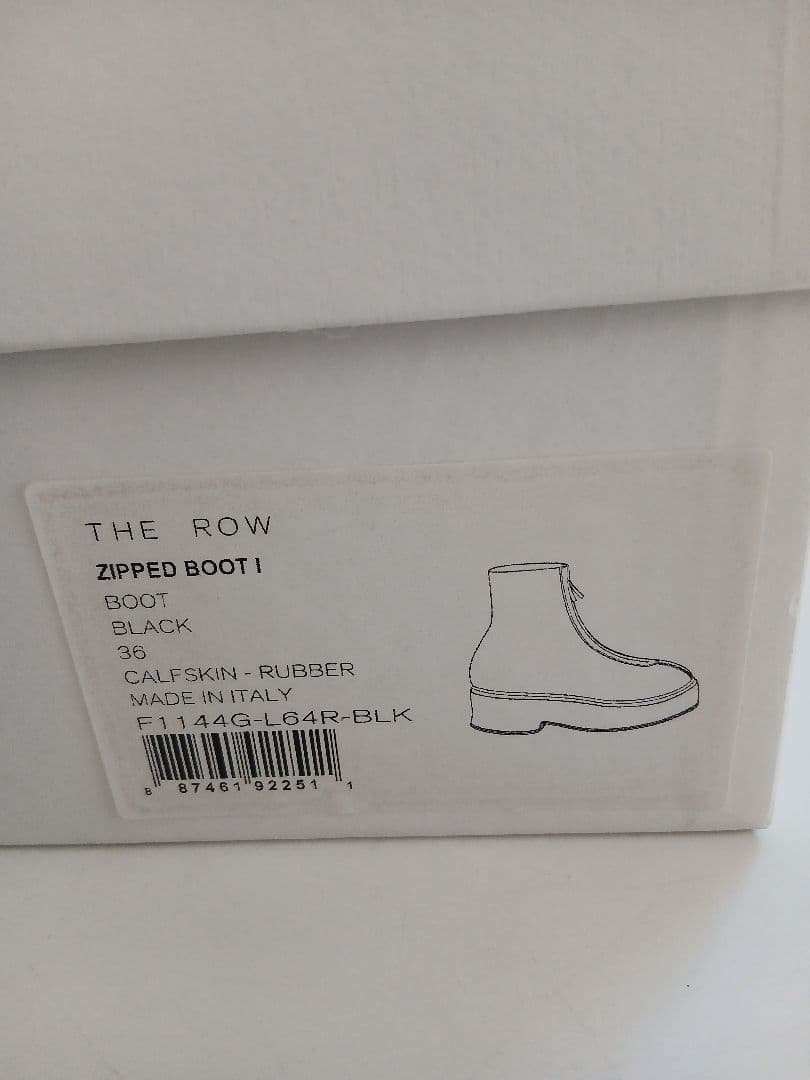 THE ROW
ZIPPED BOOT I
BOOT
BLACK
36
CALFSKIN - RUBBER
MADE IN ITALY
F1144G-L64R-BLK
8 87461 92251 1